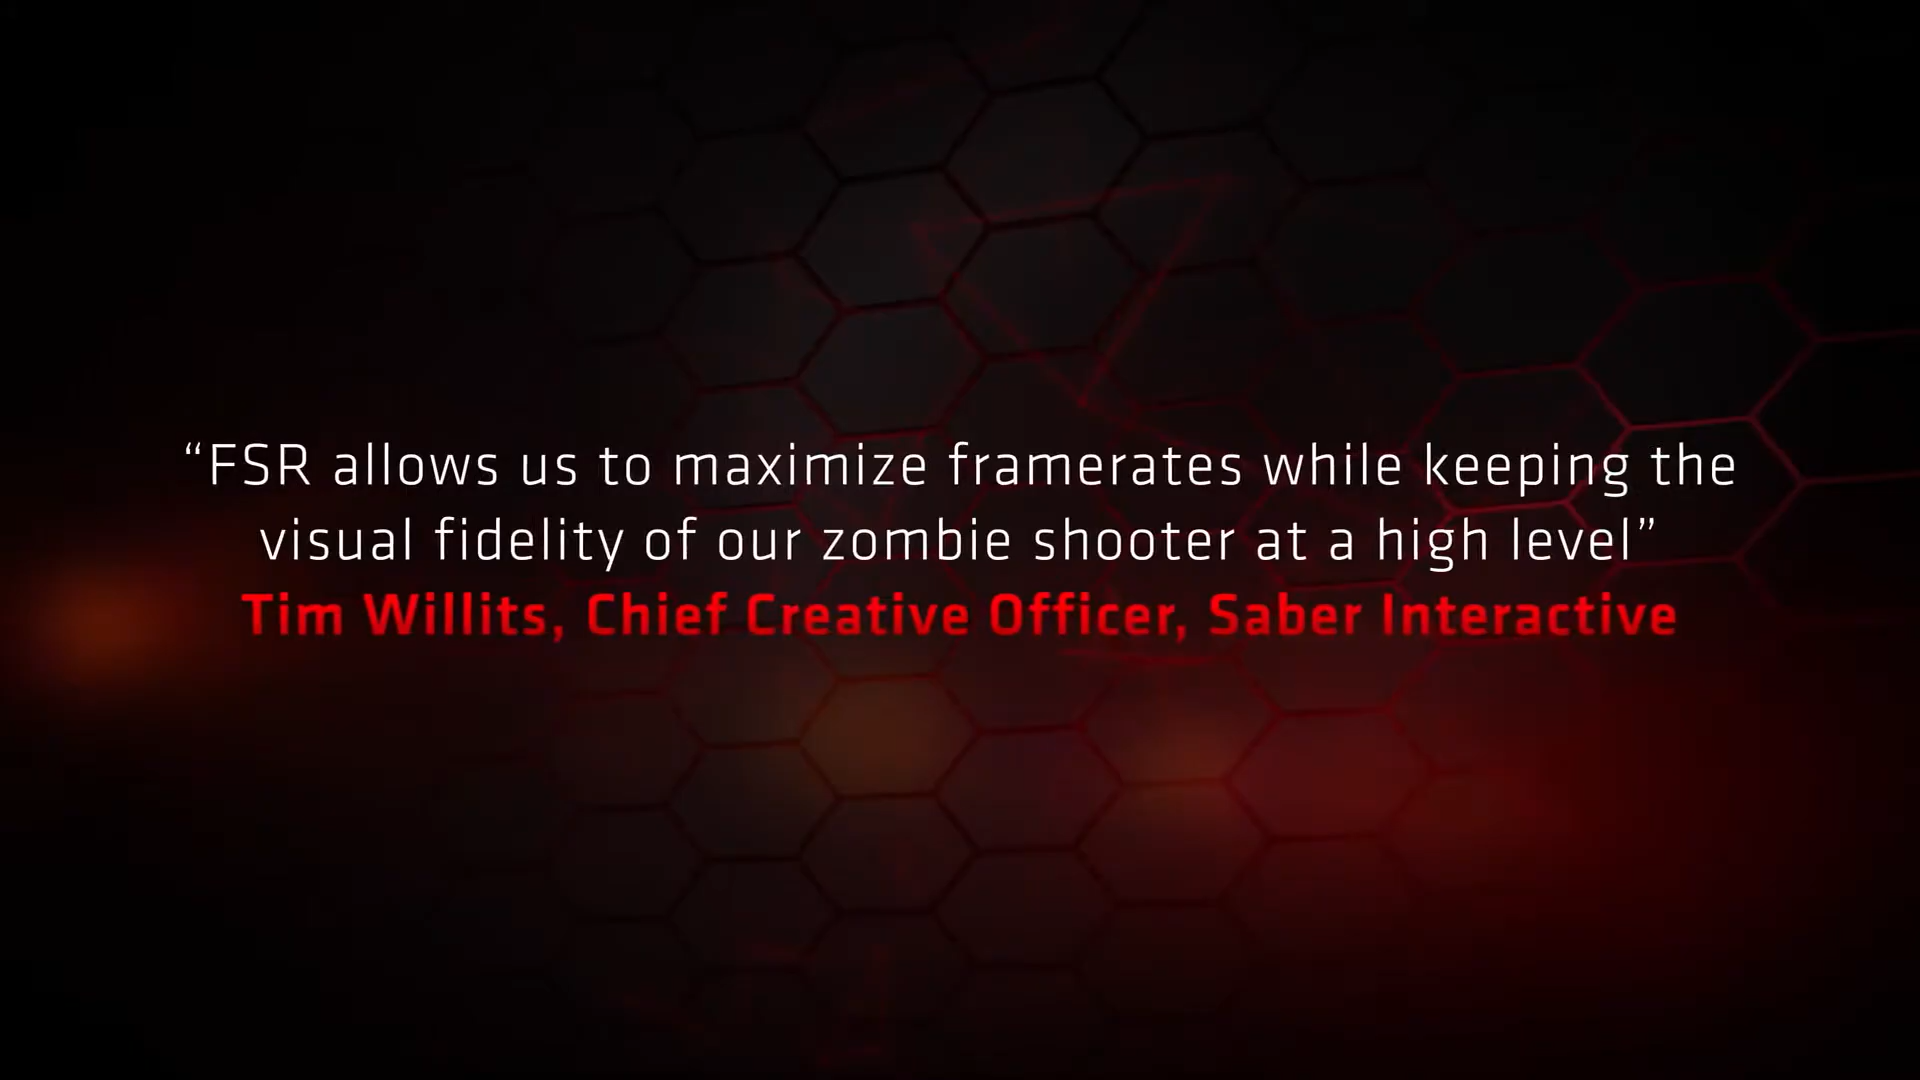 “FSR allows us to maximize framerates while keeping the
visual fidelity of our zombie shooter at a high level”
Tim Willits, Chief Creative Officer, Saber Interactive